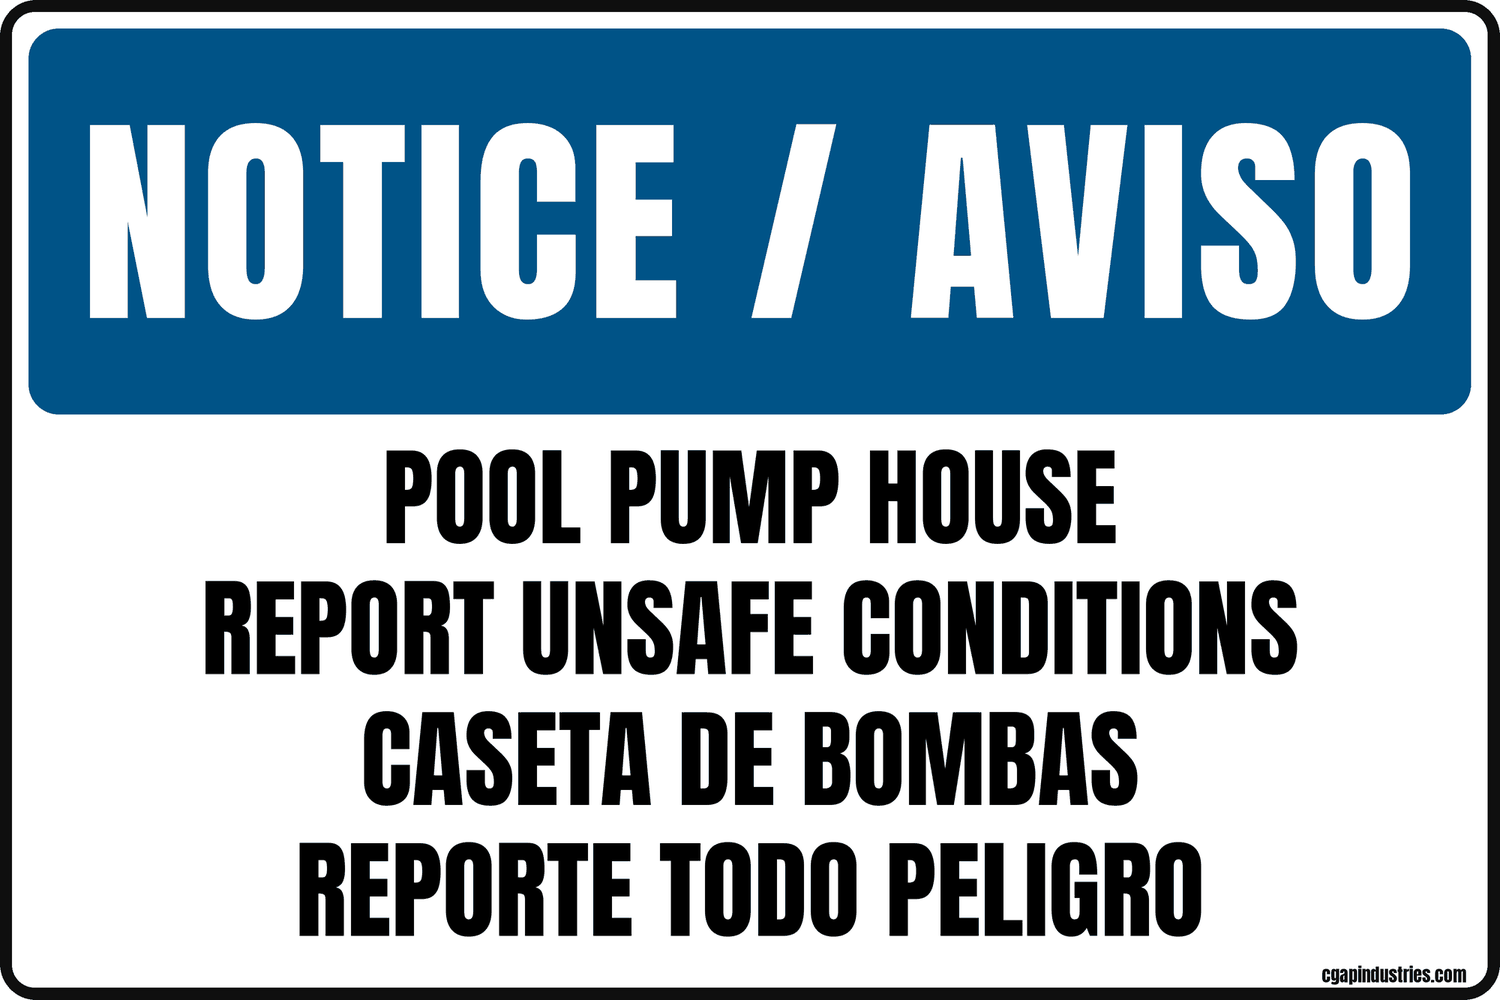 NOTICE / AVISO
POOL PUMP HOUSE
REPORT UNSAFE CONDITIONS
CASETA DE BOMBAS
REPORTE TODO PELIGRO
cgapindustries.com